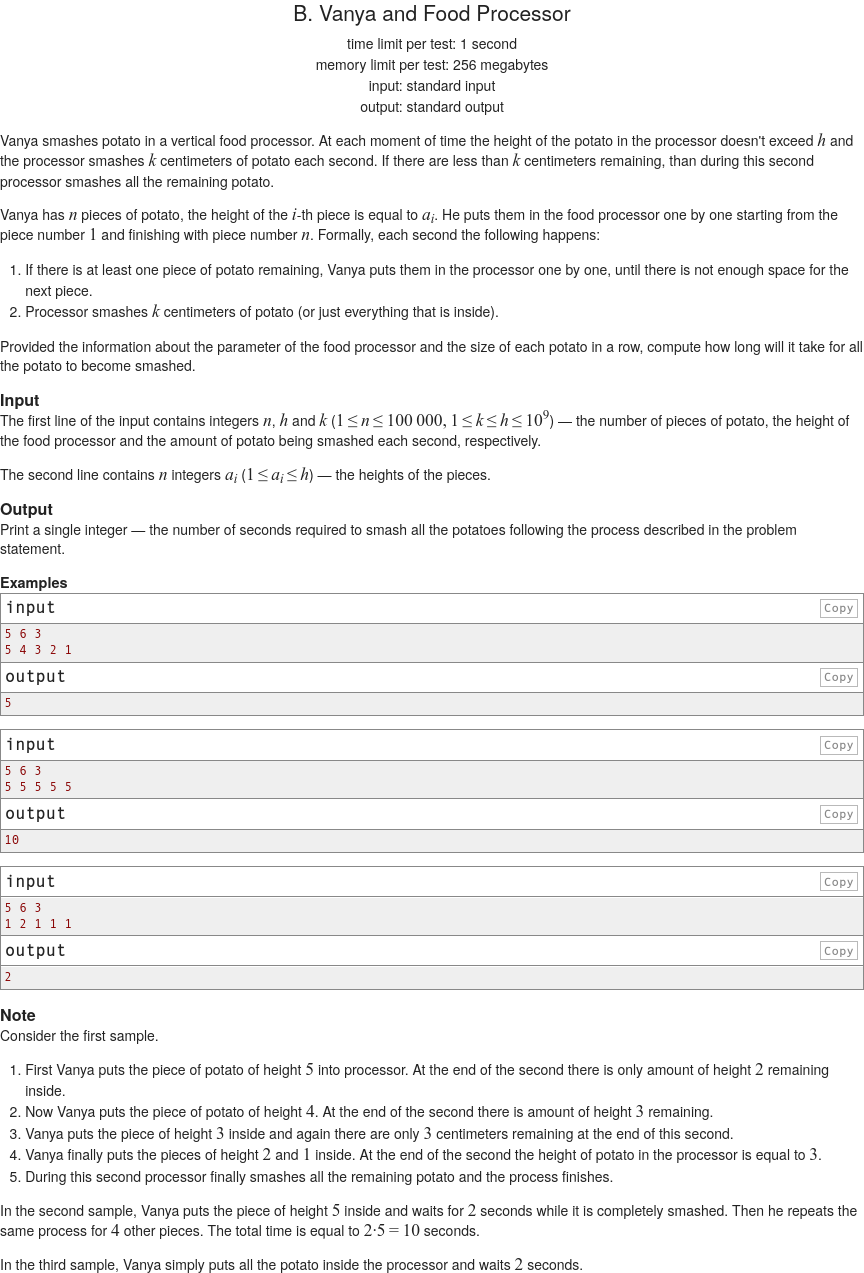 B. Vanya and Food Processor
time limit per test: 1 second
memory limit per test: 256 megabytes
input: standard input
output: standard output
Vanya smashes potato in a vertical food processor. At each moment of time the height of the potato in the processor doesn't exceed h and
the processor smashes k centimeters of potato each second. If there are less than k centimeters remaining, than during this second
processor smashes all the remaining potato.
Vanya has n pieces of potato, the height of the i-th piece is equal to aᵢ. He puts them in the food processor one by one starting from the
piece number 1 and finishing with piece number n. Formally, each second the following happens:
1. If there is at least one piece of potato remaining, Vanya puts them in the processor one by one, until there is not enough space for the
next piece.
2. Processor smashes k centimeters of potato (or just everything that is inside).
Provided the information about the parameter of the food processor and the size of each potato in a row, compute how long will it take for all
the potato to become smashed.
Input
The first line of the input contains integers n, h and k (1 ≤ n ≤ 100 000, 1 ≤ k ≤ h ≤ 10⁹) — the number of pieces of potato, the height of
the food processor and the amount of potato being smashed each second, respectively.
The second line contains n integers aᵢ (1 ≤ aᵢ ≤ h) — the heights of the pieces.
Output
Print a single integer — the number of seconds required to smash all the potatoes following the process described in the problem
statement.
Examples
input Copy
5 6 3
5 4 3 2 1
output Copy
5
input Copy
5 6 3
5 5 5 5 5
output Copy
10
input Copy
5 6 3
1 2 1 1 1
output Copy
2
Note
Consider the first sample.
1. First Vanya puts the piece of potato of height 5 into processor. At the end of the second there is only amount of height 2 remaining
inside.
2. Now Vanya puts the piece of potato of height 4. At the end of the second there is amount of height 3 remaining.
3. Vanya puts the piece of height 3 inside and again there are only 3 centimeters remaining at the end of this second.
4. Vanya finally puts the pieces of height 2 and 1 inside. At the end of the second the height of potato in the processor is equal to 3.
5. During this second processor finally smashes all the remaining potato and the process finishes.
In the second sample, Vanya puts the piece of height 5 inside and waits for 2 seconds while it is completely smashed. Then he repeats the
same process for 4 other pieces. The total time is equal to 2·5 = 10 seconds.
In the third sample, Vanya simply puts all the potato inside the processor and waits 2 seconds.